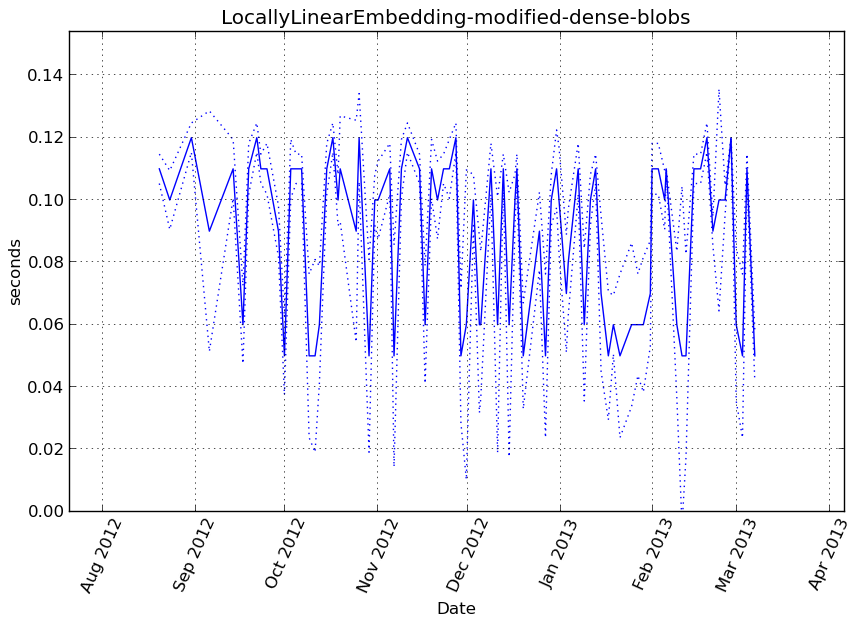 LocallyLinearEmbedding-modified-dense-blobs
0.14
0.12
0.10
0.08
0.06
0.04
0.02
0.00
seconds
Aug 2012
Sep 2012
Oct 2012
Nov 2012
Dec 2012
Jan 2013
Feb 2013
Mar 2013
Apr 2013
Date